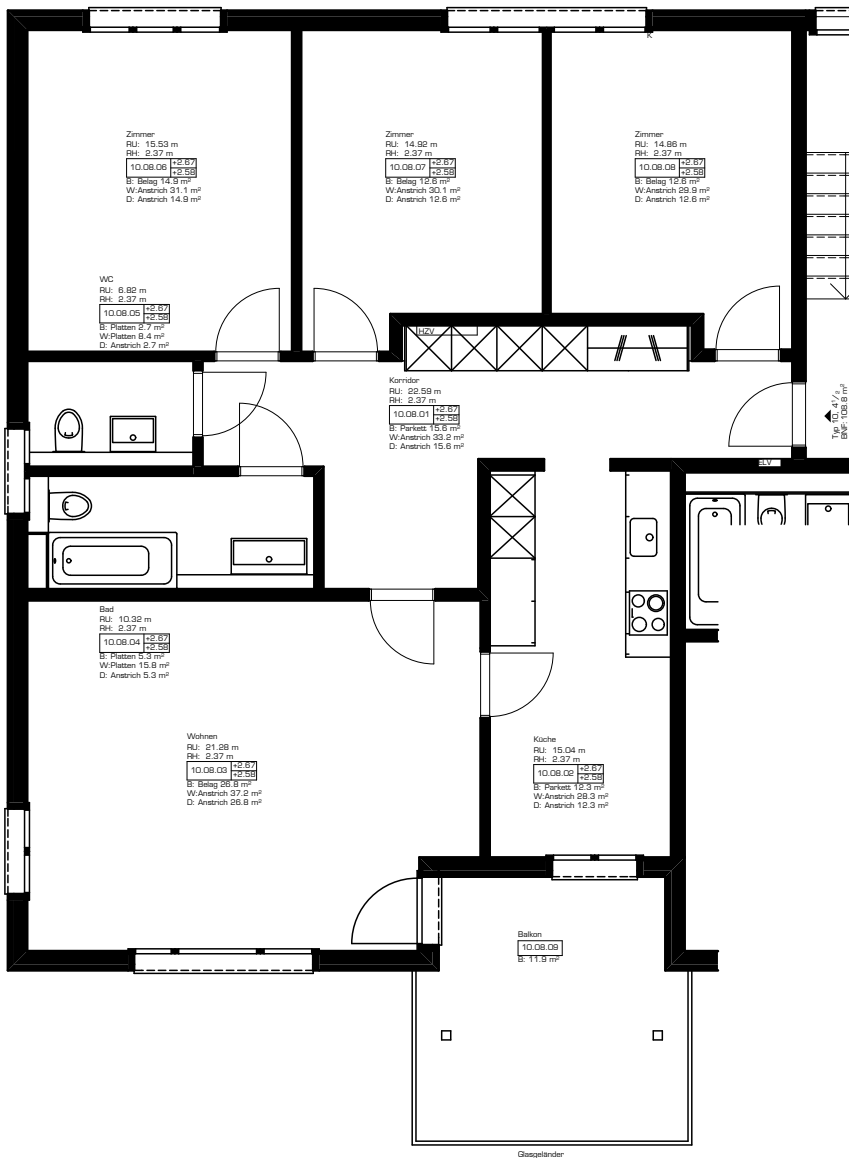 K
Zimmer
RU: 15.53 m
RH: 2.37 m
10.08.06 +2.67
+2.58
B: Belag 14.9 m²
W:Anstrich 31.1 m²
D: Anstrich 14.9 m²
Zimmer
RU: 14.92 m
RH: 2.37 m
10.08.07 +2.67
+2.58
B: Belag 12.6 m²
W:Anstrich 30.1 m²
D: Anstrich 12.6 m²
Zimmer
RU: 14.86 m
RH: 2.37 m
10.08.08 +2.67
+2.58
B: Belag 12.6 m²
W:Anstrich 29.9 m²
D: Anstrich 12.6 m²
WC
RU: 6.82 m
RH: 2.37 m
10.08.05 +2.67
+2.58
B: Platten 2.7 m²
W:Platten 8.4 m²
D: Anstrich 2.7 m²
HZV
Korridor
RU: 22.59 m
RH: 2.37 m
10.08.01 +2.67
+2.58
B: Parkett 15.6 m²
W:Anstrich 33.2 m²
D: Anstrich 15.6 m²
Typ 10, 4½
BNF: 108.8 m²
ELV
Bad
RU: 10.32 m
RH: 2.37 m
10.08.04 +2.67
+2.58
B: Platten 5.3 m²
W:Platten 15.8 m²
D: Anstrich 5.3 m²
Wohnen
RU: 21.28 m
RH: 2.37 m
10.08.03 +2.67
+2.58
B: Belag 26.8 m²
W:Anstrich 37.2 m²
D: Anstrich 26.8 m²
Küche
RU: 15.04 m
RH: 2.37 m
10.08.02 +2.67
+2.58
B: Parkett 12.3 m²
W:Anstrich 28.3 m²
D: Anstrich 12.3 m²
Balkon
10.08.09
B: 11.9 m²
Glasgeländer